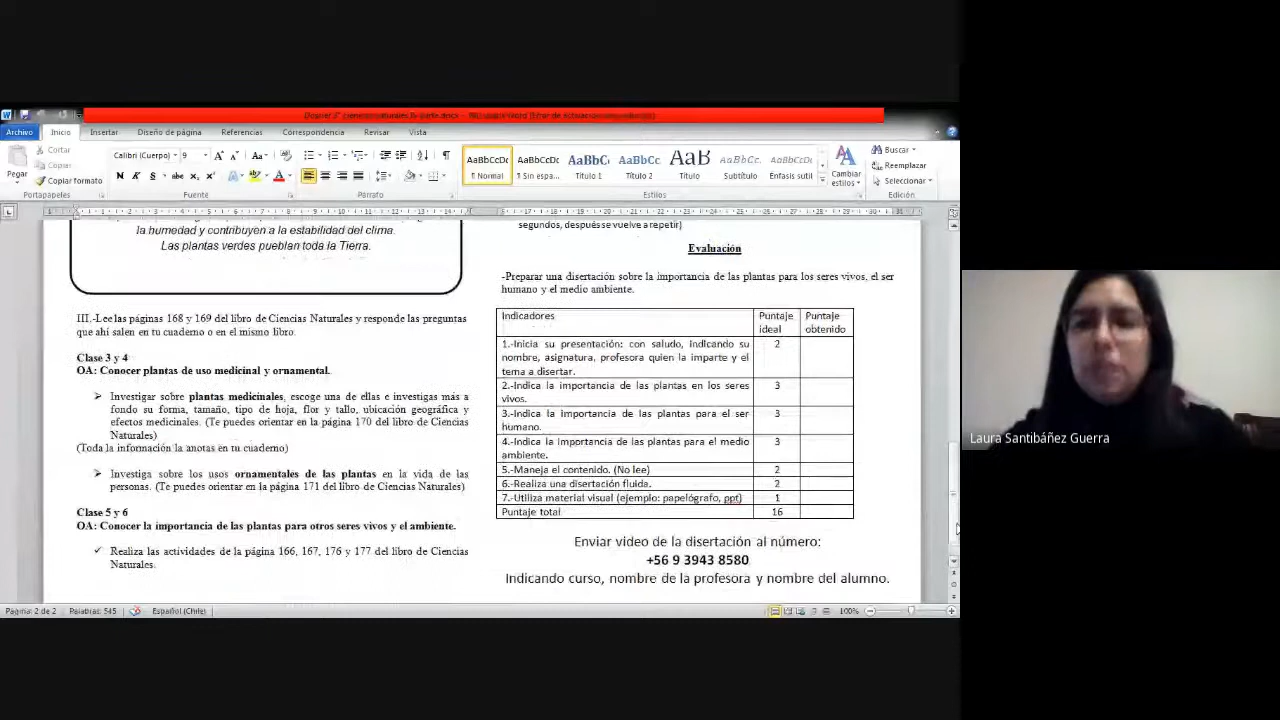 Archivo Inicio Insertar Diseño de página Referencias Correspondencia Revisar Vista
Pegar
Cortar
Copiar
Copiar formato
Portapapeles
Calibri (Cuerpo) 9
Fuente
Párrafo
AaBbCcDc AaBbCcDc AaBbC AaBbCc AaB AaBbCc. AaBbCcDc
¶ Normal ¶ Sin espa... Título 1 Título 2 Título Subtítulo Énfasis sutil
Estilos
Cambiar
estilos
Buscar
Reemplazar
Seleccionar
Edición
la humedad y contribuyen a la estabilidad del clima.
Las plantas verdes pueblan toda la Tierra.
III.-Lee las páginas 168 y 169 del libro de Ciencias Naturales y responde las preguntas
que ahí salen en tu cuaderno o en el mismo libro.
Clase 3 y 4
OA: Conocer plantas de uso medicinal y ornamental.
Investigar sobre plantas medicinales, escoge una de ellas e investigas más a
fondo su forma, tamaño, tipo de hoja, flor y tallo, ubicación geográfica y
efectos medicinales. (Te puedes orientar en la página 170 del libro de Ciencias
Naturales)
(Toda la información la anotas en tu cuaderno)
Investiga sobre los usos ornamentales de las plantas en la vida de las
personas. (Te puedes orientar en la página 171 del libro de Ciencias Naturales)
Clase 5 y 6
OA: Conocer la importancia de las plantas para otros seres vivos y el ambiente.
Realiza las actividades de la página 166, 167, 176 y 177 del libro de Ciencias
Naturales.
segundos, después se vuelve a repetir)
Evaluación
-Preparar una disertación sobre la importancia de las plantas para los seres vivos, el ser
humano y el medio ambiente.
Indicadores Puntaje ideal Puntaje obtenido
1.-Inicia su presentación: con saludo, indicando su 2
nombre, asignatura, profesora quien la imparte y el
tema a disertar.
2.-Indica la importancia de las plantas en los seres 3
vivos.
3.-Indica la importancia de las plantas para el ser 3
humano.
4.-Indica la importancia de las plantas para el medio 3
ambiente.
5.-Maneja el contenido. (No lee) 2
6.-Realiza una disertación fluida. 2
7.-Utiliza material visual (ejemplo: papelógrafo, ppt) 1
Puntaje total 16
Enviar video de la disertación al número:
+56 9 3943 8580
Indicando curso, nombre de la profesora y nombre del alumno.
Página: 2 de 2 Palabras: 545 Español (Chile) 100%
Laura Santibáñez Guerra